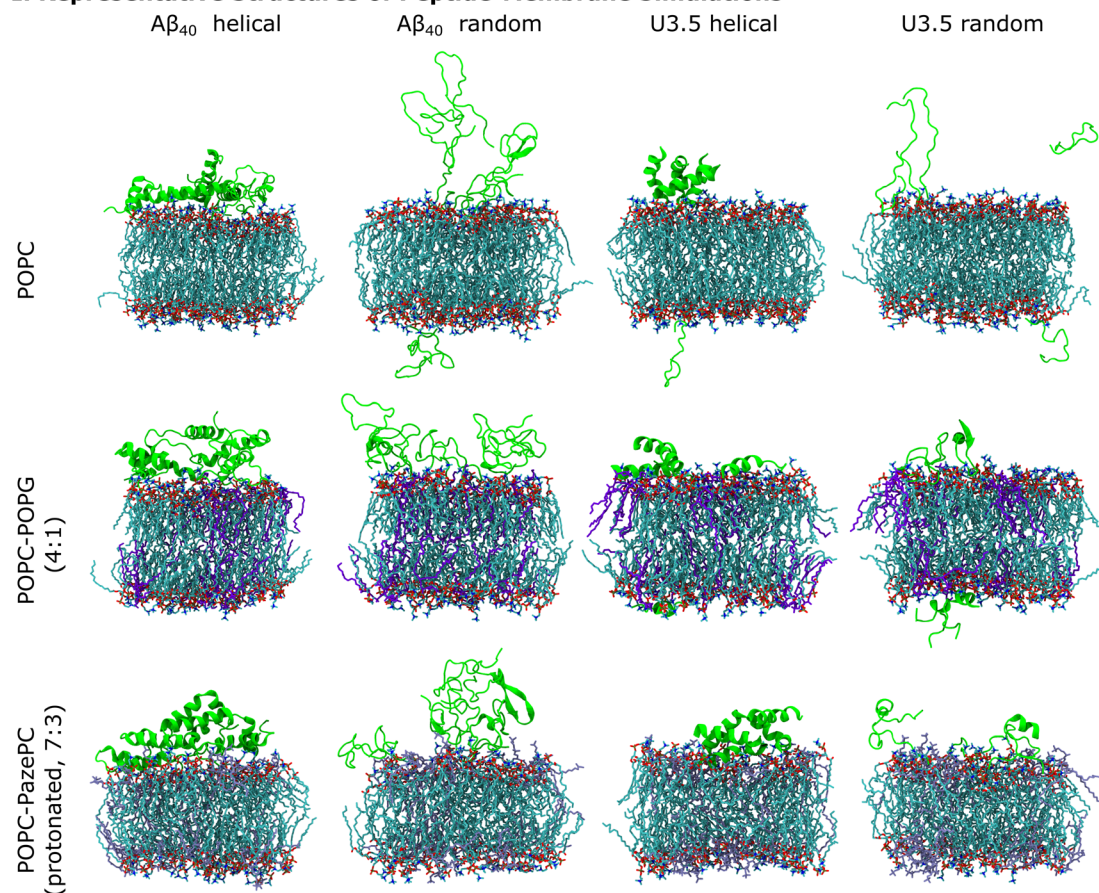 Aβ₄₀ helical
Aβ₄₀ random
U3.5 helical
U3.5 random
POPC
POPC-POPG
(4:1)
POPC-PazePC
(protonated, 7:3)